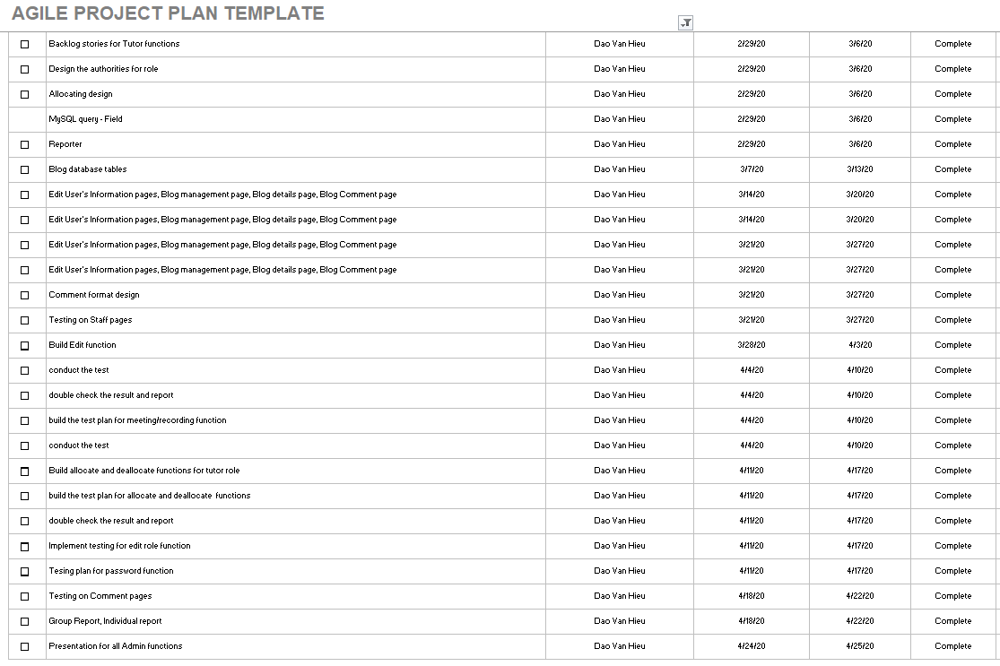 AGILE PROJECT PLAN TEMPLATE
Backlog stories for Tutor functions Dao Van Hieu 2/29/20 3/6/20 Complete
Design the authorities for role Dao Van Hieu 2/29/20 3/6/20 Complete
Allocating design Dao Van Hieu 2/29/20 3/6/20 Complete
MySQL query - Field Dao Van Hieu 2/29/20 3/6/20 Complete
Reporter Dao Van Hieu 2/29/20 3/6/20 Complete
Blog database tables Dao Van Hieu 3/7/20 3/13/20 Complete
Edit User's Information pages, Blog management page, Blog details page, Blog Comment page Dao Van Hieu 3/14/20 3/20/20 Complete
Edit User's Information pages, Blog management page, Blog details page, Blog Comment page Dao Van Hieu 3/14/20 3/20/20 Complete
Edit User's Information pages, Blog management page, Blog details page, Blog Comment page Dao Van Hieu 3/21/20 3/27/20 Complete
Edit User's Information pages, Blog management page, Blog details page, Blog Comment page Dao Van Hieu 3/21/20 3/27/20 Complete
Comment format design Dao Van Hieu 3/21/20 3/27/20 Complete
Testing on Staff pages Dao Van Hieu 3/21/20 3/27/20 Complete
Build Edit function Dao Van Hieu 3/28/20 4/3/20 Complete
conduct the test Dao Van Hieu 4/4/20 4/10/20 Complete
double check the result and report Dao Van Hieu 4/4/20 4/10/20 Complete
build the test plan for meeting/recording function Dao Van Hieu 4/4/20 4/10/20 Complete
conduct the test Dao Van Hieu 4/4/20 4/10/20 Complete
Build allocate and deallocate functions for tutor role Dao Van Hieu 4/11/20 4/17/20 Complete
build the test plan for allocate and deallocate functions Dao Van Hieu 4/11/20 4/17/20 Complete
double check the result and report Dao Van Hieu 4/11/20 4/17/20 Complete
Implement testing for edit role function Dao Van Hieu 4/11/20 4/17/20 Complete
Tesing plan for password function Dao Van Hieu 4/11/20 4/17/20 Complete
Testing on Comment pages Dao Van Hieu 4/18/20 4/22/20 Complete
Group Report, Individual report Dao Van Hieu 4/18/20 4/22/20 Complete
Presentation for all Admin functions Dao Van Hieu 4/24/20 4/25/20 Complete